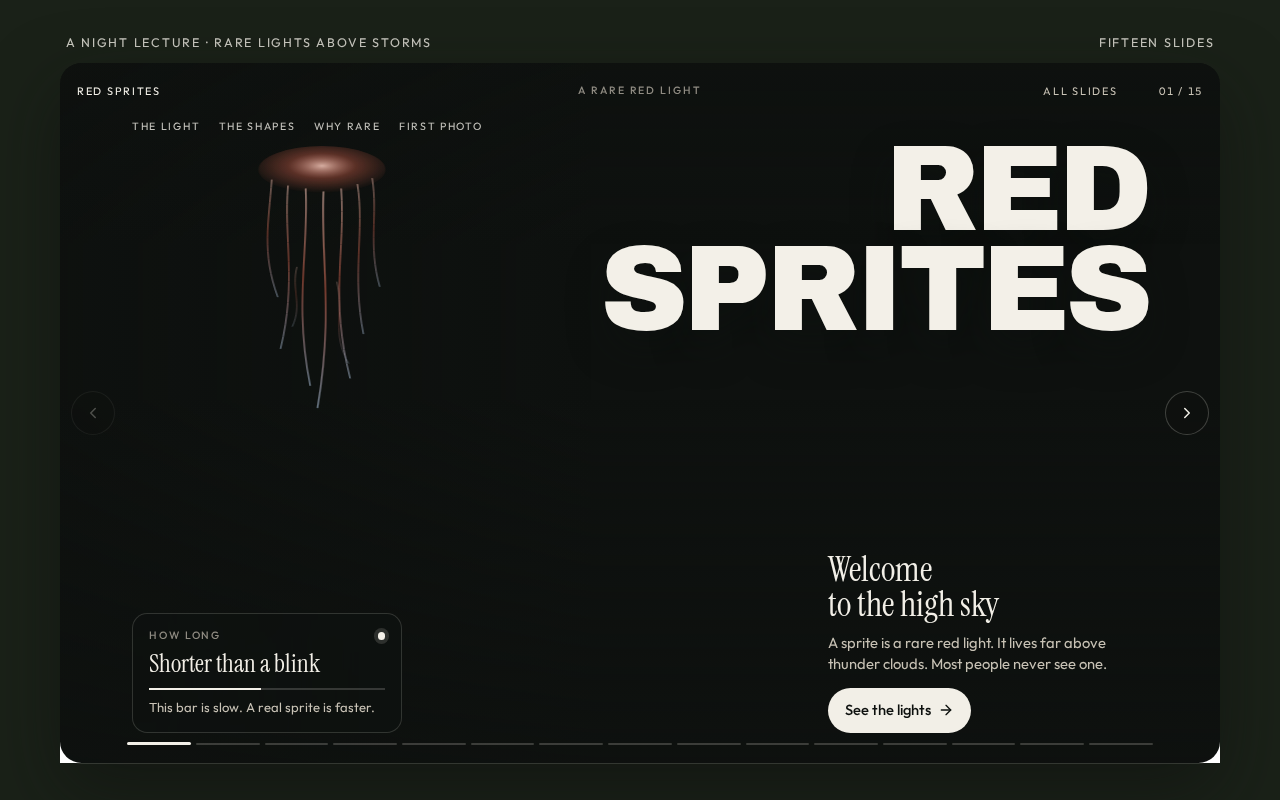 A NIGHT LECTURE · RARE LIGHTS ABOVE STORMS
FIFTEEN SLIDES
RED SPRITES
A RARE RED LIGHT
ALL SLIDES
01 / 15
THE LIGHT
THE SHAPES
WHY RARE
FIRST PHOTO
RED
SPRITES
Welcome
to the high sky
A sprite is a rare red light. It lives far above
thunder clouds. Most people never see one.
See the lights
HOW LONG
Shorter than a blink
This bar is slow. A real sprite is faster.